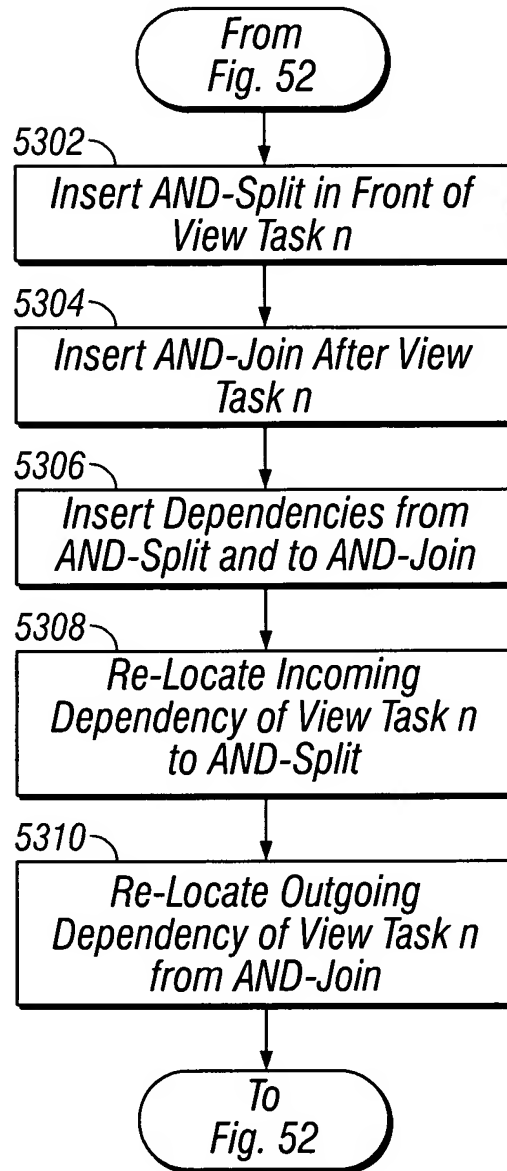 From
Fig. 52
5302
Insert AND-Split in Front of
View Task n
5304
Insert AND-Join After View
Task n
5306
Insert Dependencies from
AND-Split and to AND-Join
5308
Re-Locate Incoming
Dependency of View Task n
to AND-Split
5310
Re-Locate Outgoing
Dependency of View Task n
from AND-Join
To
Fig. 52